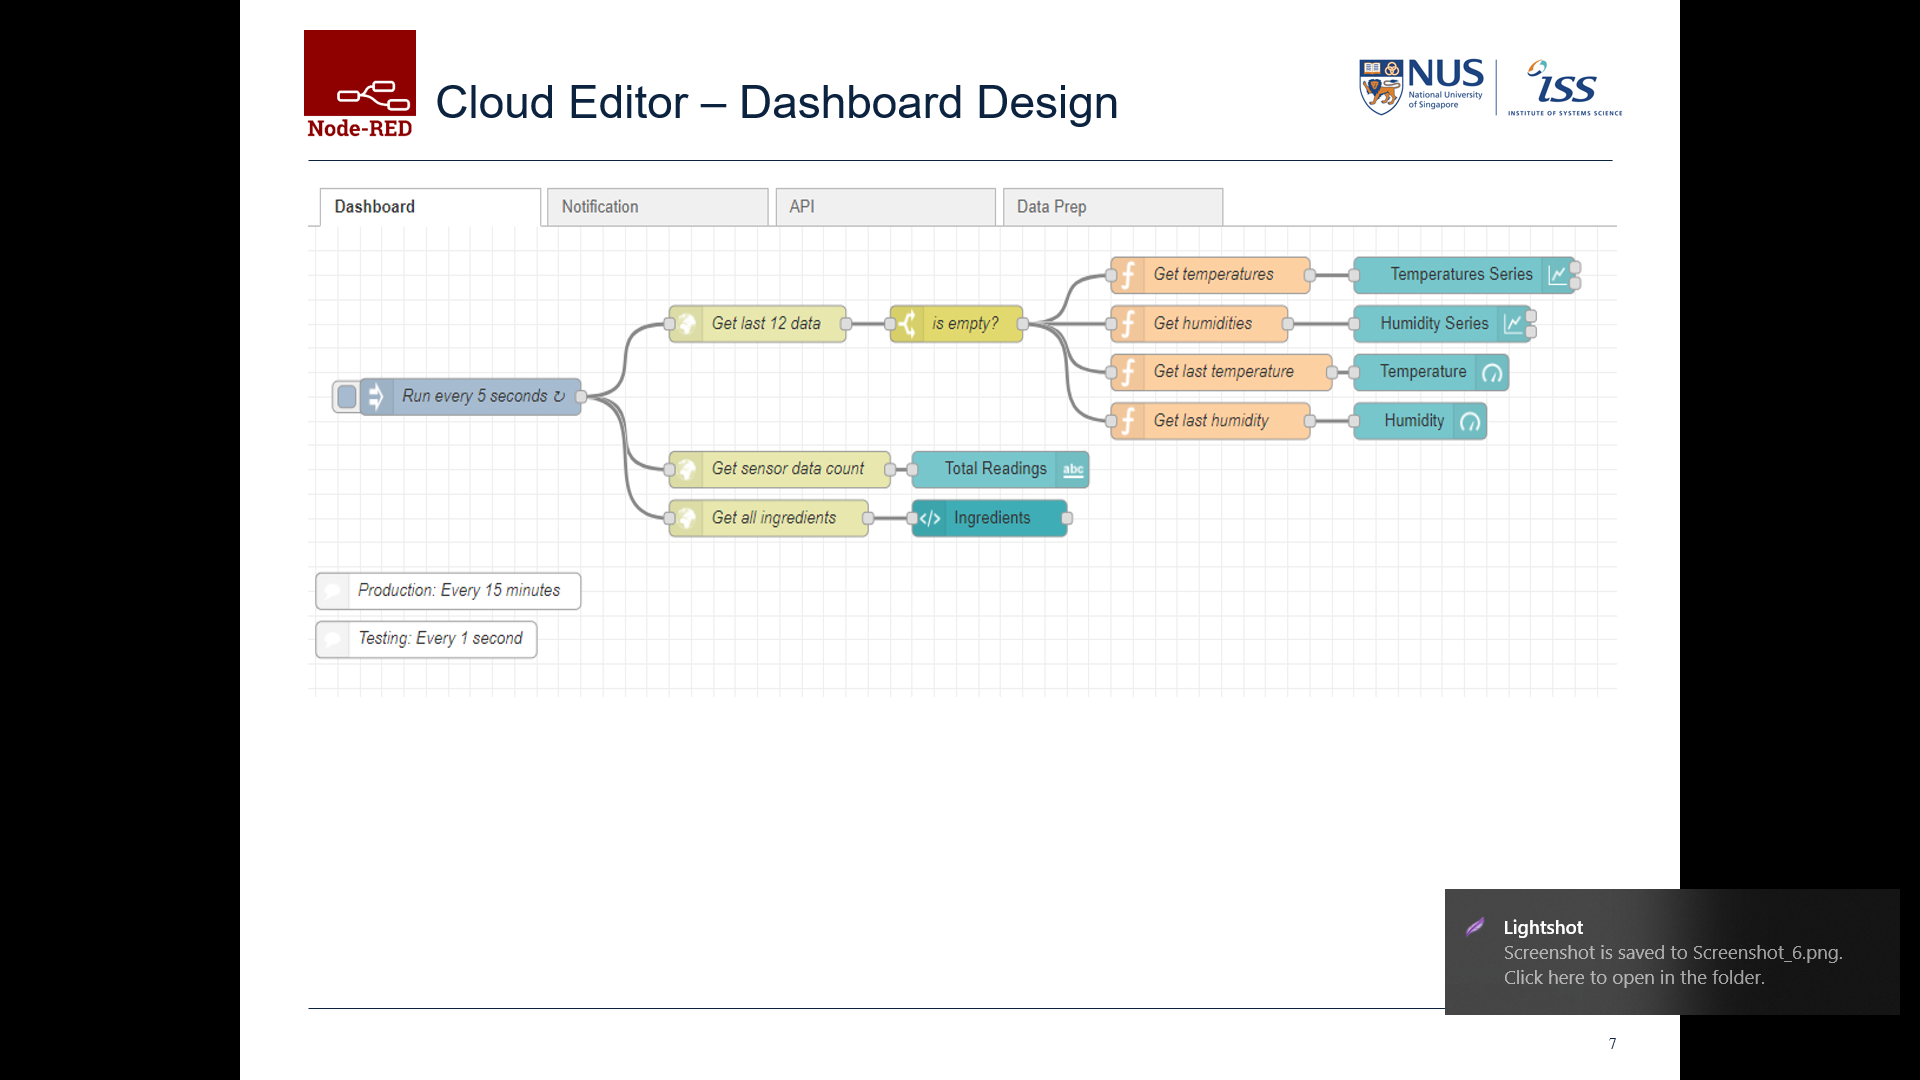 Node-RED
Cloud Editor – Dashboard Design
NUS
National University
of Singapore
iss
INSTITUTE OF SYSTEMS SCIENCE
Dashboard
Notification
API
Data Prep
Run every 5 seconds ↻
Get last 12 data
is empty?
Get temperatures
Temperatures Series
Get humidities
Humidity Series
Get last temperature
Temperature
Get last humidity
Humidity
Get sensor data count
Total Readings
abc
Get all ingredients
</>
Ingredients
Production: Every 15 minutes
Testing: Every 1 second
Lightshot
Screenshot is saved to Screenshot_6.png.
Click here to open in the folder.
7